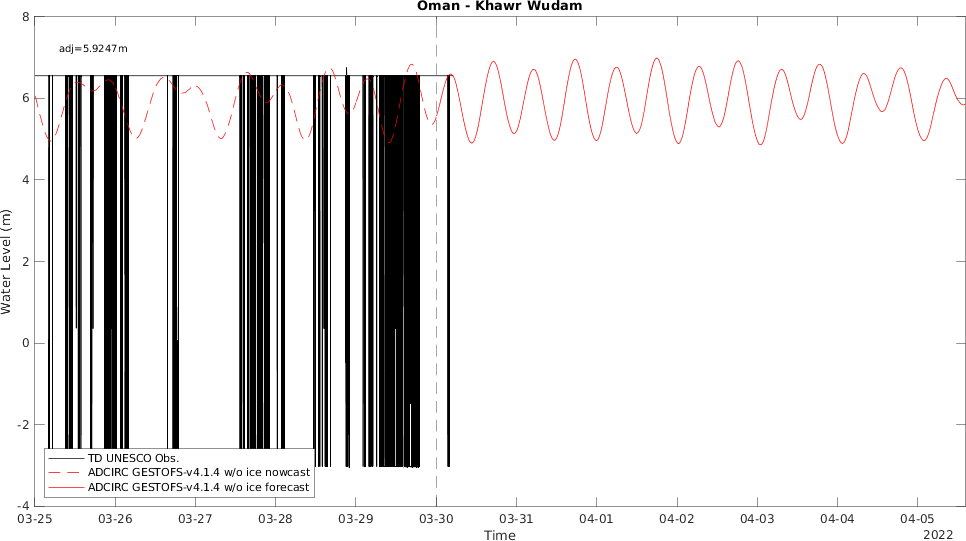 Oman - Khawr Wudam
8
6
4
2
0
-2
-4
Water Level (m)
adj=5.9247m
TD UNESCO Obs.
ADCIRC GESTOFS-v4.1.4 w/o ice nowcast
ADCIRC GESTOFS-v4.1.4 w/o ice forecast
03-25 03-26 03-27 03-28 03-29 03-30 03-31 04-01 04-02 04-03 04-04 04-05
Time
2022